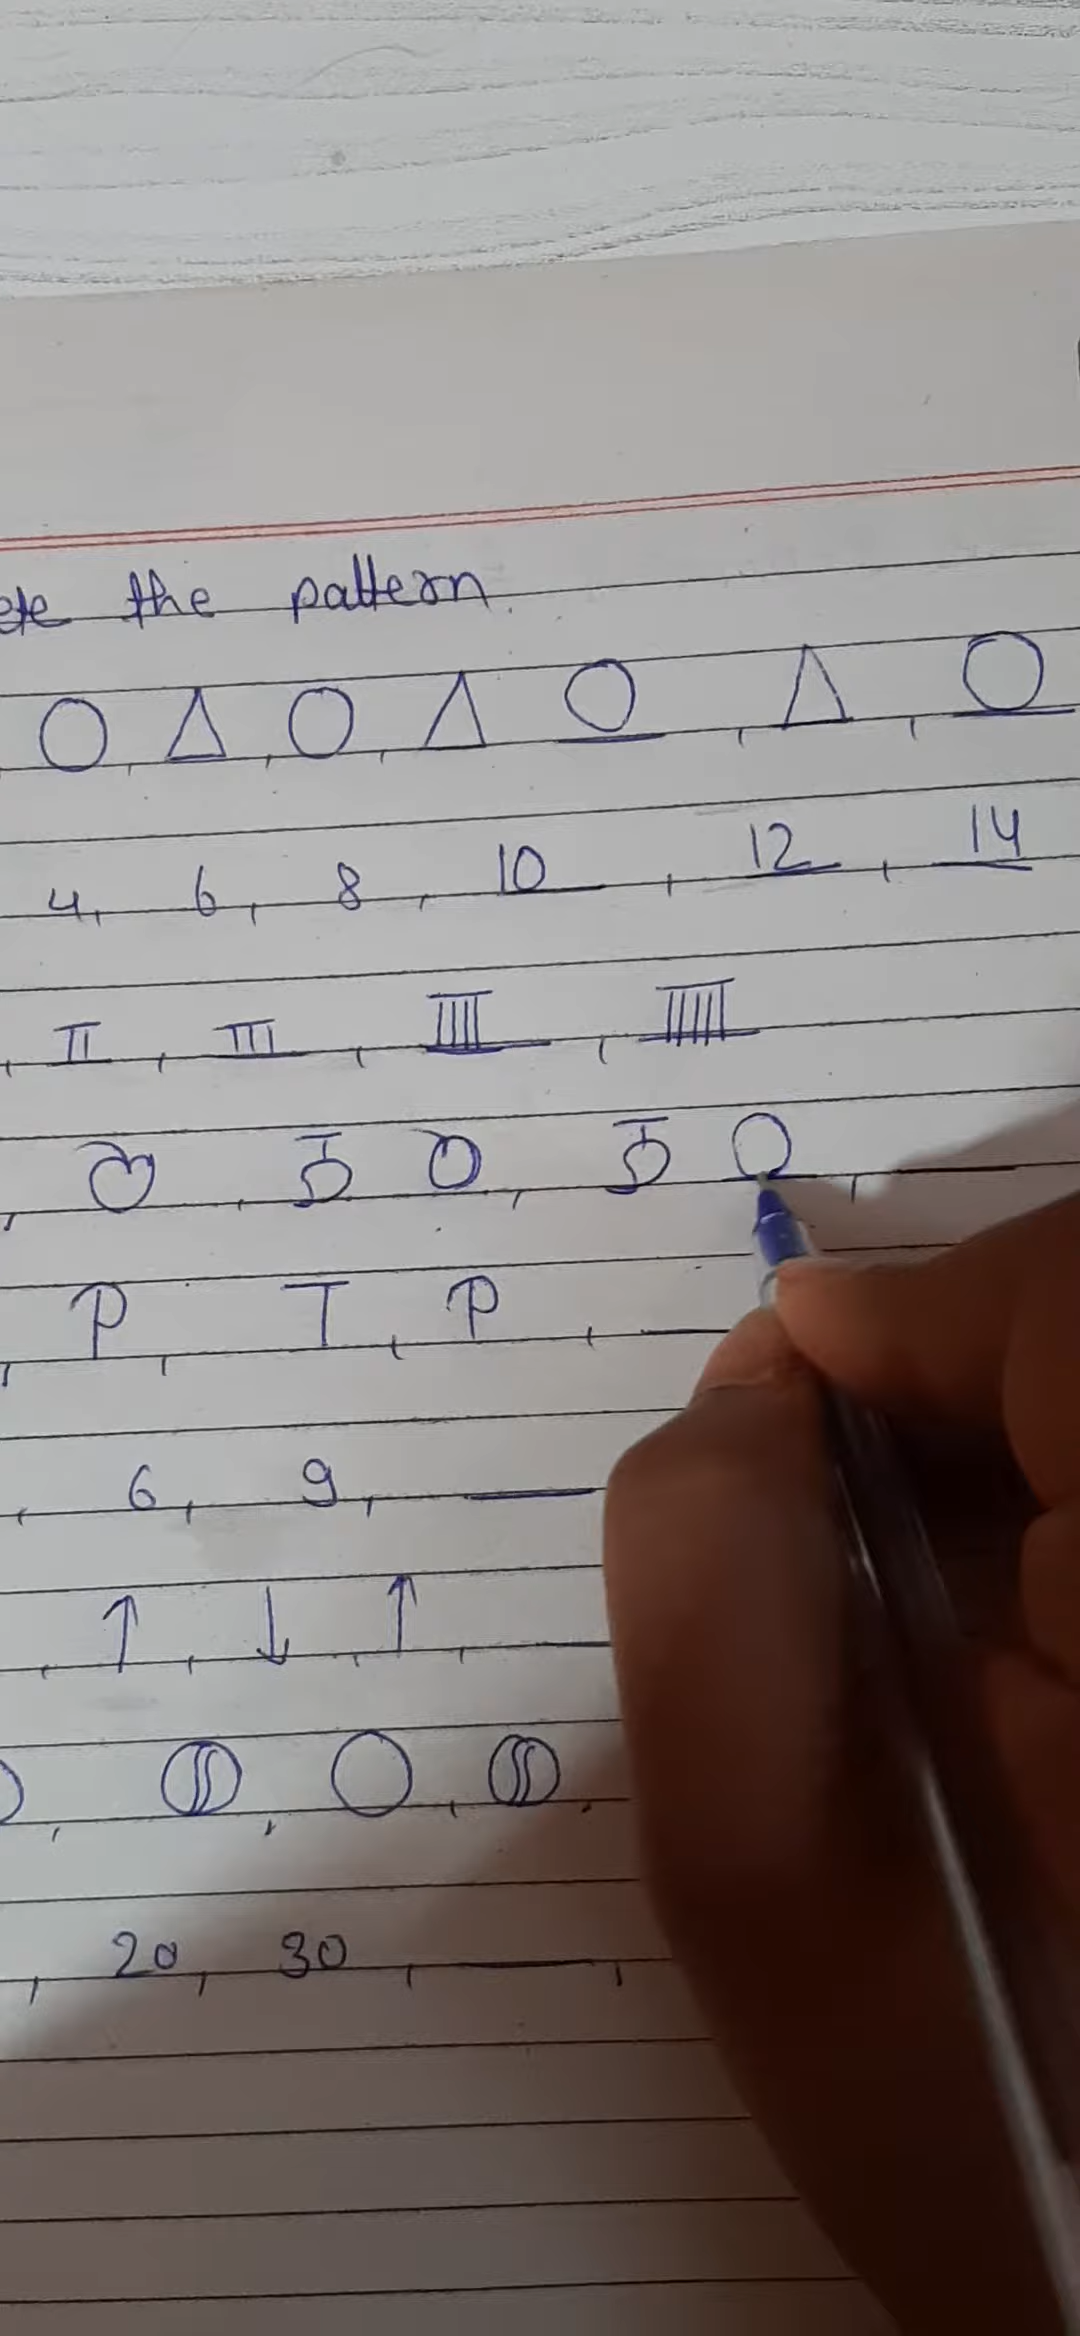 the pattern.
4, 6, 8, 10, 12, 14
P, T, P,
6, 9,
20, 30,